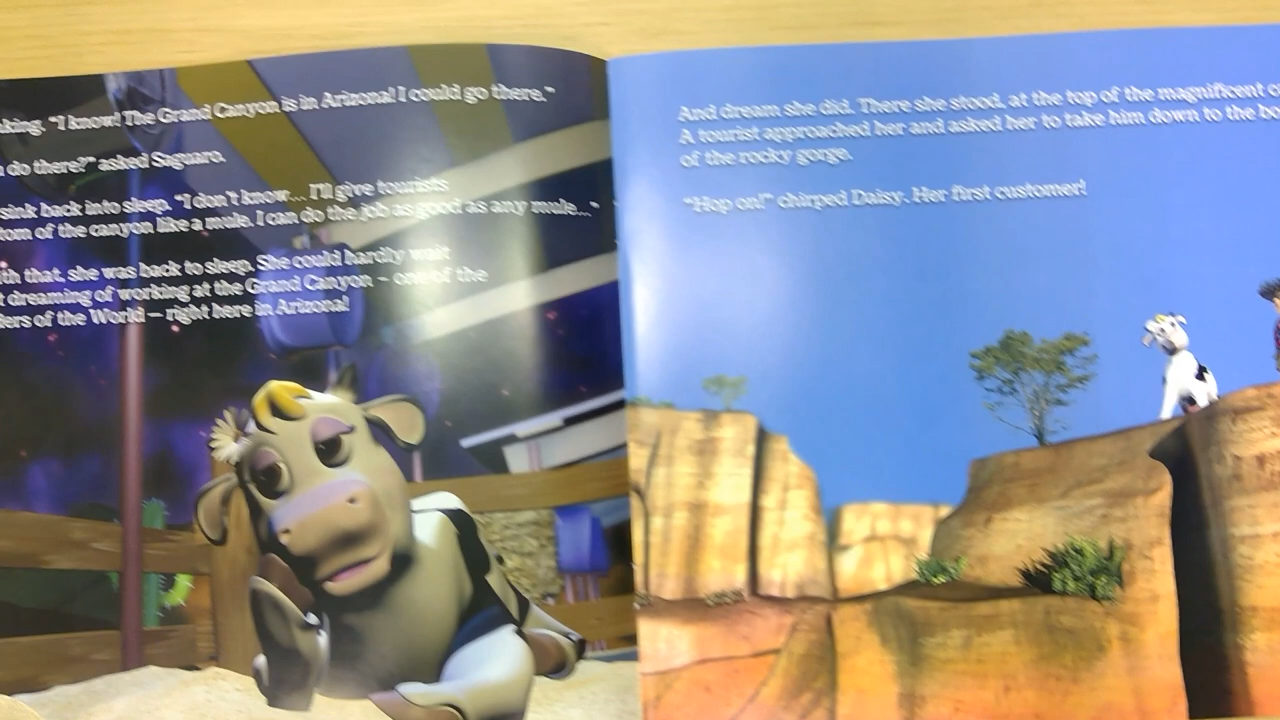 king. "I know! The Grand Canyon is in Arizona! I could go there."
do there?" asked Saguaro.
sink back into sleep. "I don't know... I'll give tourists
tom of the canyon like a mule. I can do the job as good as any mule..."
ith that, she was back to sleep. She could hardly wait
t dreaming of working at the Grand Canyon – one of the
ers of the World – right here in Arizona!
And dream she did. There she stood, at the top of the magnificent
A tourist approached her and asked her to take him down to the bo
of the rocky gorge.
"Hop on!" chirped Daisy. Her first customer!